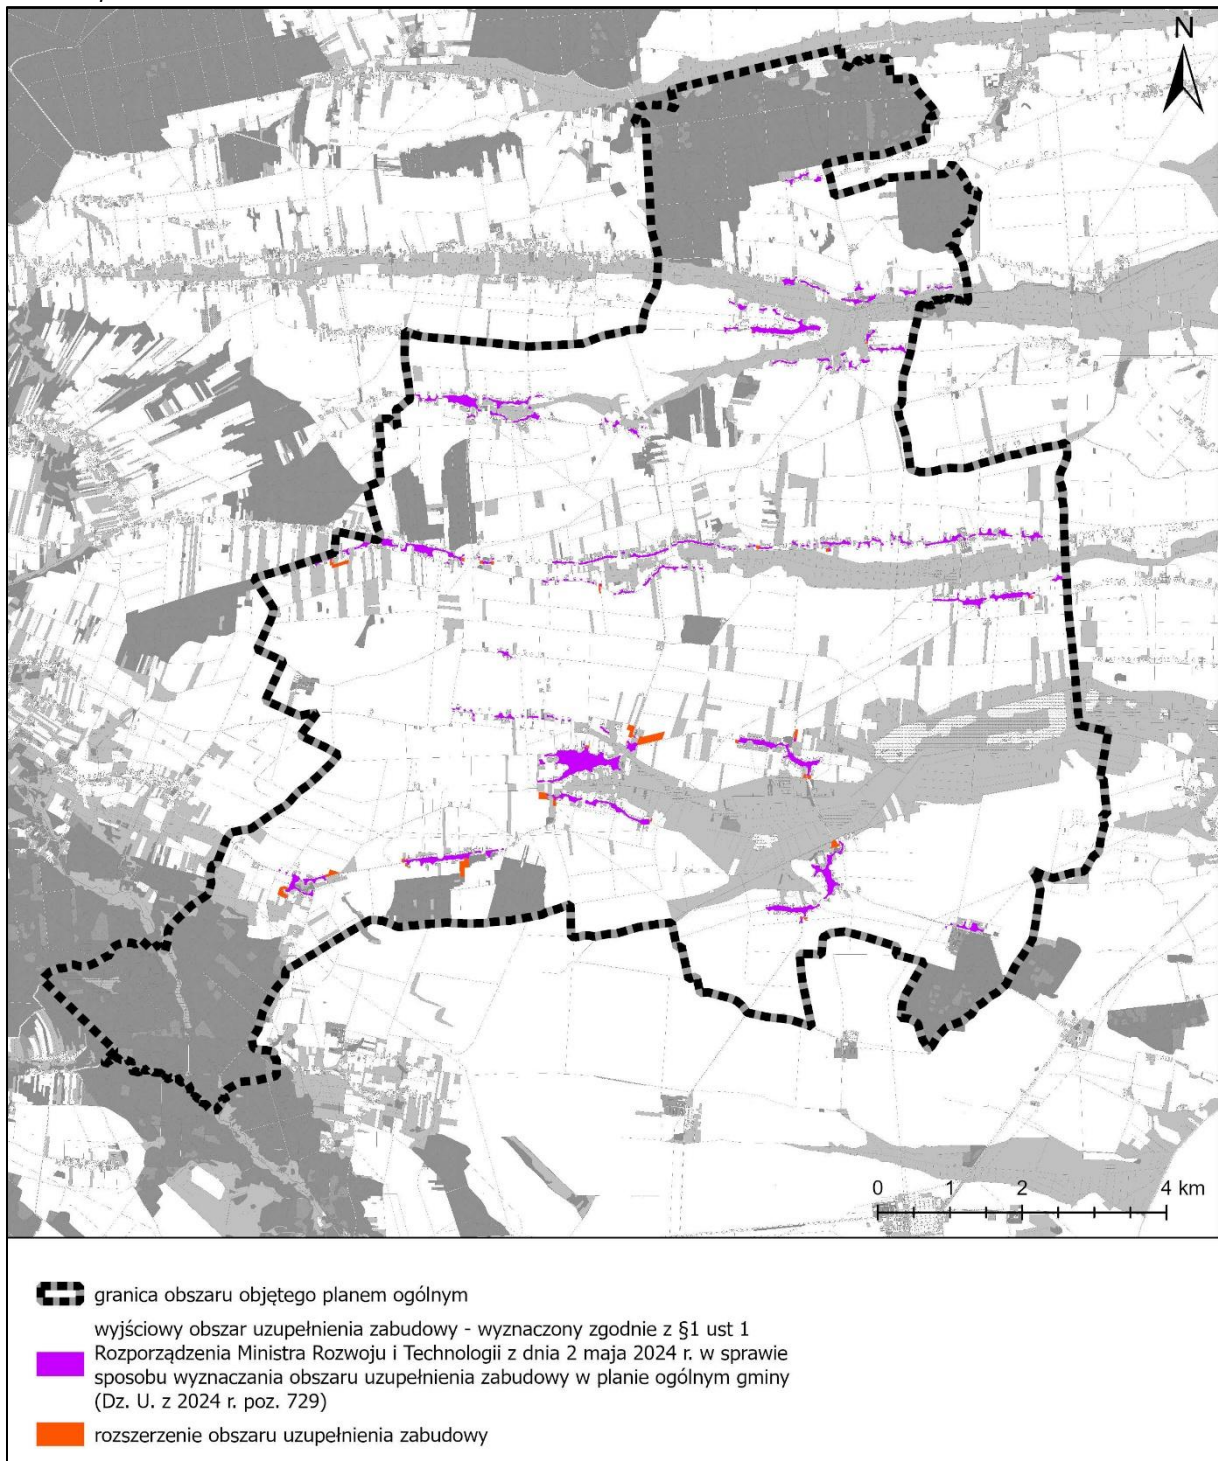 N
0 1 2 4 km
granica obszaru objętego planem ogólnym
wyjściowy obszar uzupełnienia zabudowy - wyznaczony zgodnie z §1 ust 1
Rozporządzenia Ministra Rozwoju i Technologii z dnia 2 maja 2024 r. w sprawie
sposobu wyznaczania obszaru uzupełnienia zabudowy w planie ogólnym gminy
(Dz. U. z 2024 r. poz. 729)
rozszerzenie obszaru uzupełnienia zabudowy